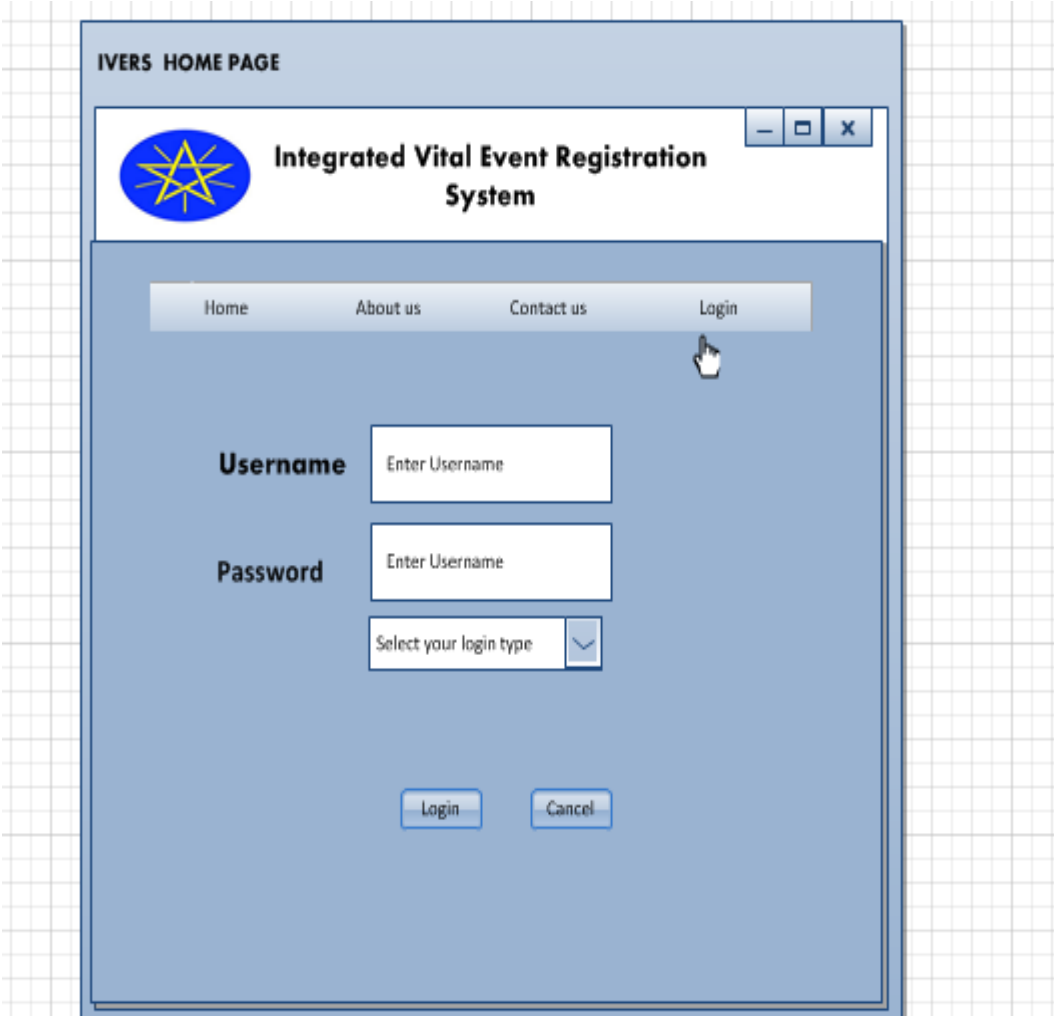 IVERS HOME PAGE
Integrated Vital Event Registration
System
Home About us Contact us Login
Username Enter Username
Password Enter Username
Select your login type
Login Cancel